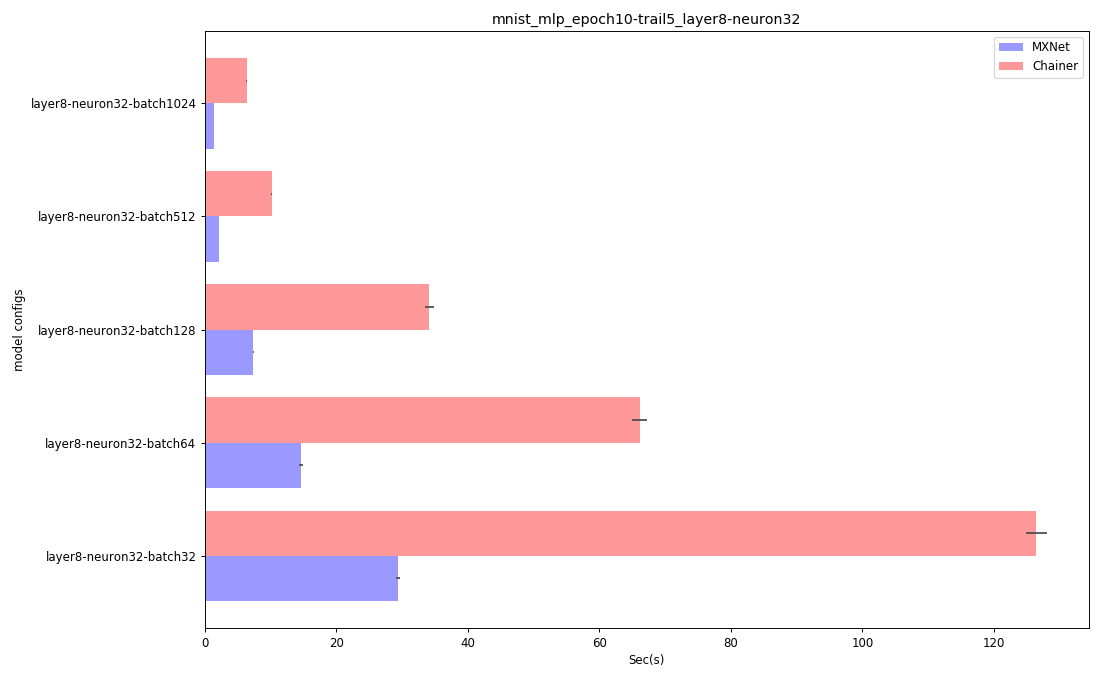 mnist_mlp_epoch10-trail5_layer8-neuron32
MXNet
Chainer
layer8-neuron32-batch1024
layer8-neuron32-batch512
layer8-neuron32-batch128
layer8-neuron32-batch64
layer8-neuron32-batch32
model configs
0 20 40 60 80 100 120
Sec(s)